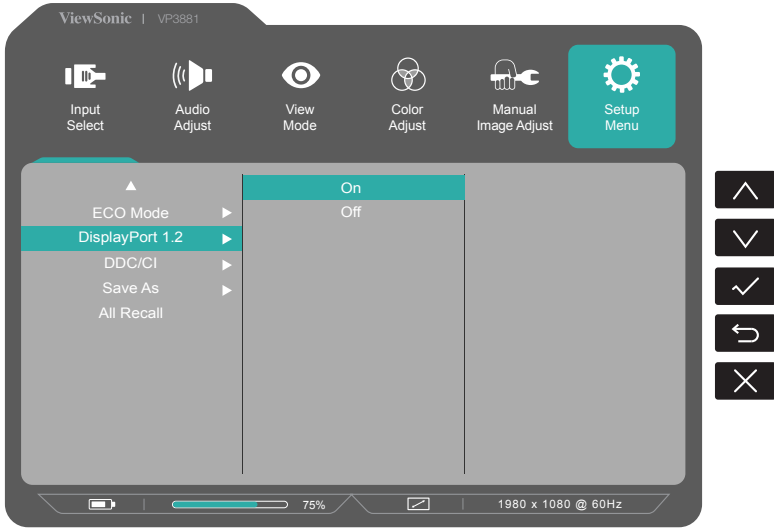 ViewSonic | VP3881
Input
Select
Audio
Adjust
View
Mode
Color
Adjust
Manual
Image Adjust
Setup
Menu
ECO Mode
DisplayPort 1.2
DDC/CI
Save As
All Recall
On
Off
75%
1980 x 1080 @ 60Hz